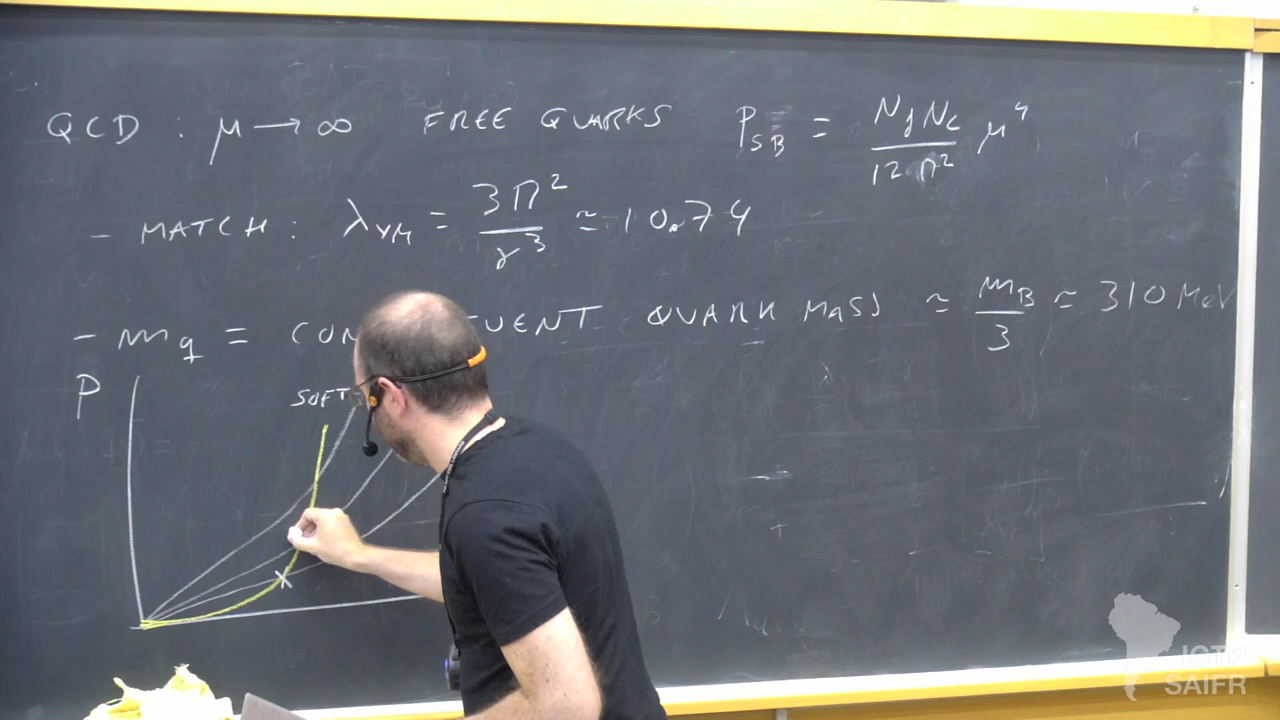 QCD : μ → ∞ FREE QUARKS P_SB = N_f N_c / 12 π² μ⁴
- MATCH : λ_YM = 3π² / γ³ ≃ 10.74
- m_q = CON UENT QUARK MASS ≃ m_B / 3 ≃ 310 MeV
P
SOFT
ICTP
SAIFR